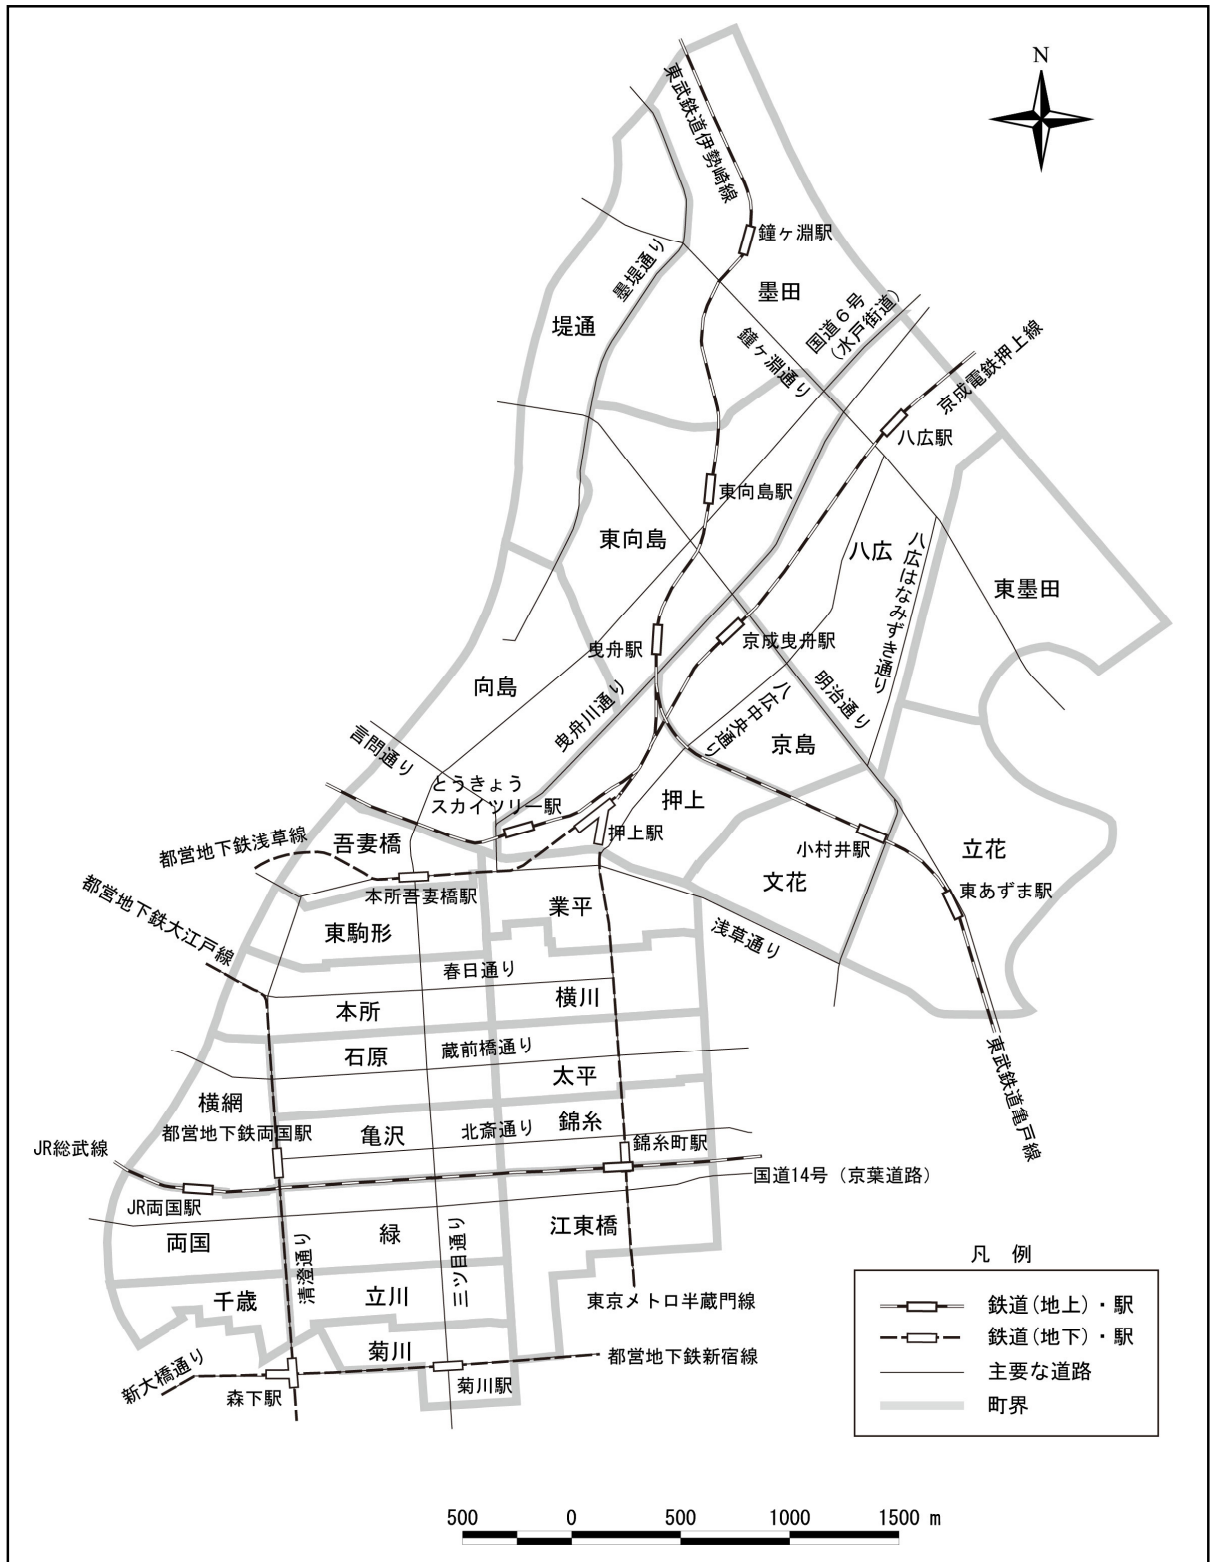 N
東武鉄道伊勢崎線
鐘ヶ淵駅
墨堤通り
墨田
堤通
国道６号
(水戸街道)
鐘ヶ淵通り
京成電鉄押上線
八広駅
東向島駅
東向島
八広
八広はなみずき通り
東墨田
曳舟駅
京成曳舟駅
向島
曳舟川通り
八広中央通り
明治通り
言問通り
京島
とうきょう
スカイツリー駅
押上
押上駅
都営地下鉄浅草線
吾妻橋
小村井駅
立花
文花
東あずま駅
本所吾妻橋駅
都営地下鉄大江戸線
業平
東駒形
浅草通り
春日通り
横川
本所
石原
蔵前橋通り
太平
東武鉄道亀戸線
横網
都営地下鉄両国駅
亀沢
北斎通り
錦糸
錦糸町駅
JR総武線
国道14号（京葉道路）
JR両国駅
両国
緑
江東橋
清澄通り
三ツ目通り
千歳
立川
東京メトロ半蔵門線
菊川
都営地下鉄新宿線
新大橋通り
森下駅
菊川駅
凡 例
鉄道(地上)・駅
鉄道(地下)・駅
主要な道路
町界
500 0 500 1000 1500 m